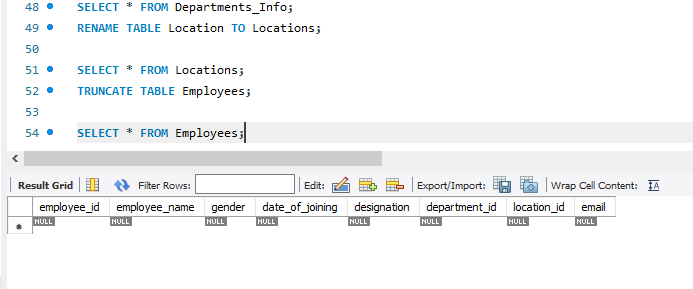 48 SELECT * FROM Departments_Info;
49 RENAME TABLE Location TO Locations;
50
51 SELECT * FROM Locations;
52 TRUNCATE TABLE Employees;
53
54 SELECT * FROM Employees;
Result Grid Filter Rows: Edit: Export/Import: Wrap Cell Content: IA
employee_id employee_name gender date_of_joining designation department_id location_id email
NULL NULL NULL NULL NULL NULL NULL NULL